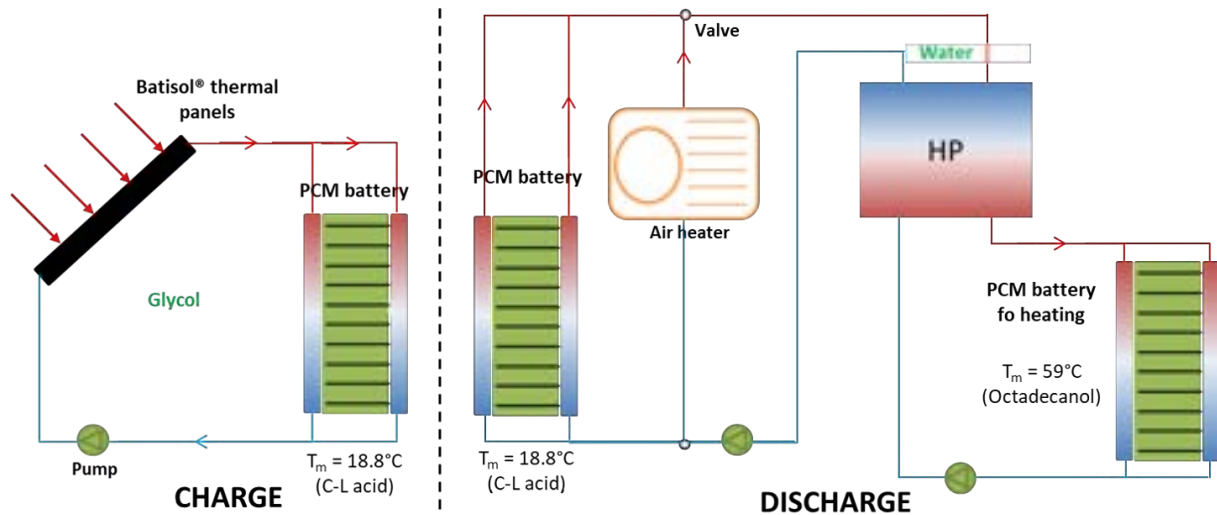 Batisol® thermal
panels
PCM battery
Glycol
Pump
Tm = 18.8°C
(C-L acid)
CHARGE
Valve
Water
PCM battery
Air heater
HP
PCM battery
fo heating
Tm = 59°C
(Octadecanol)
Tm = 18.8°C
(C-L acid)
DISCHARGE